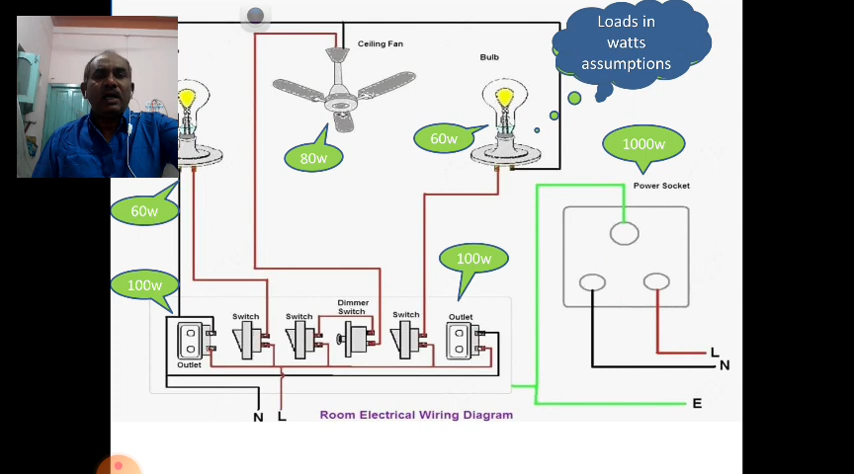 Loads in
watts
assumptions
Ceiling Fan
Bulb
80w
60w
1000w
Power Socket
60w
100w
100w
Switch
Switch
Dimmer
Switch
Switch
Outlet
Outlet
L
N
E
N
L
Room Electrical Wiring Diagram